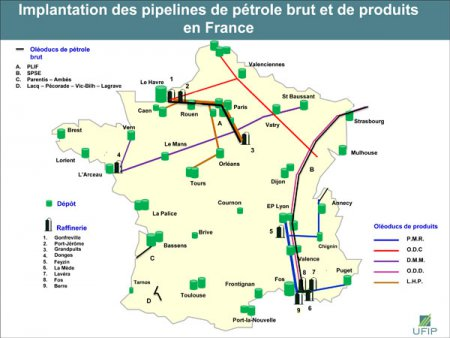 Implantation des pipelines de pétrole brut et de produits
en France
Oléoducs de pétrole
brut
A. PLIF
B. SPSE
C. Parentis – Ambès
D. Lacq – Pécorade – Vic-Bilh – Lagrave
Valenciennes
Le Havre
1
2
Caen
Rouen
Paris
A
3
St Baussant
Vatry
Strasbourg
Brest
Vern
Lorient
4
L'Arceau
Le Mans
Orléans
Tours
Mulhouse
B
Dijon
Dépôt
Raffinerie
1. Gonfreville
2. Port-Jérôme
3. Grandpuits
4. Donges
5. Feyzin
6. La Mède
7. Lavéra
8. Fos
9. Berre
La Palice
Cournon
EP Lyon
5
Annecy
Chignin
Brive
Bassens
C
Valence
Oléoducs de produits
P.M.R.
O.D.C.
D.M.M.
O.D.D.
L.H.P.
Tarnos
D
Toulouse
Frontignan
Fos
8
7
Puget
9
6
Port-la-Nouvelle
UFIP